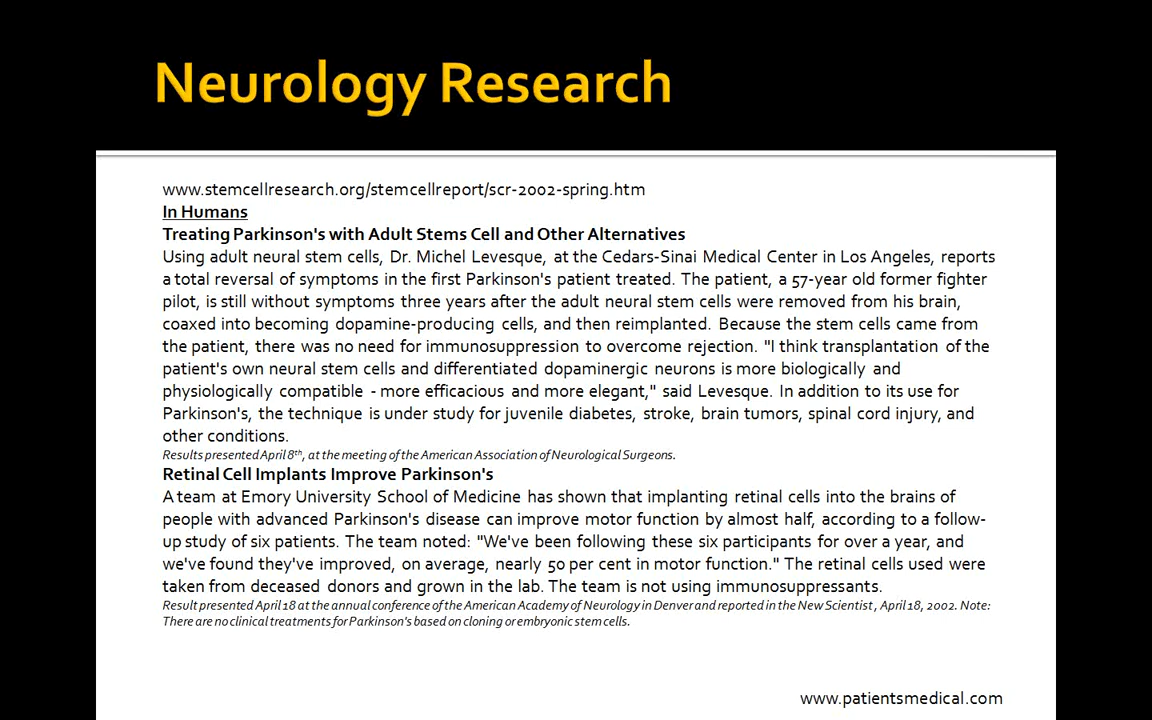 Neurology Research
www.stemcellresearch.org/stemcellreport/scr-2002-spring.htm
In Humans
Treating Parkinson's with Adult Stems Cell and Other Alternatives
Using adult neural stem cells, Dr. Michel Levesque, at the Cedars-Sinai Medical Center in Los Angeles, reports
a total reversal of symptoms in the first Parkinson's patient treated. The patient, a 57-year old former fighter
pilot, is still without symptoms three years after the adult neural stem cells were removed from his brain,
coaxed into becoming dopamine-producing cells, and then reimplanted. Because the stem cells came from
the patient, there was no need for immunosuppression to overcome rejection. "I think transplantation of the
patient's own neural stem cells and differentiated dopaminergic neurons is more biologically and
physiologically compatible - more efficacious and more elegant," said Levesque. In addition to its use for
Parkinson's, the technique is under study for juvenile diabetes, stroke, brain tumors, spinal cord injury, and
other conditions.
Results presented April 8th, at the meeting of the American Association of Neurological Surgeons.
Retinal Cell Implants Improve Parkinson's
A team at Emory University School of Medicine has shown that implanting retinal cells into the brains of
people with advanced Parkinson's disease can improve motor function by almost half, according to a follow-
up study of six patients. The team noted: "We've been following these six participants for over a year, and
we've found they've improved, on average, nearly 50 per cent in motor function." The retinal cells used were
taken from deceased donors and grown in the lab. The team is not using immunosuppressants.
Result presented April 18 at the annual conference of the American Academy of Neurology in Denver and reported in the New Scientist, April 18, 2002. Note:
There are no clinical treatments for Parkinson's based on cloning or embryonic stem cells.
www.patientsmedical.com